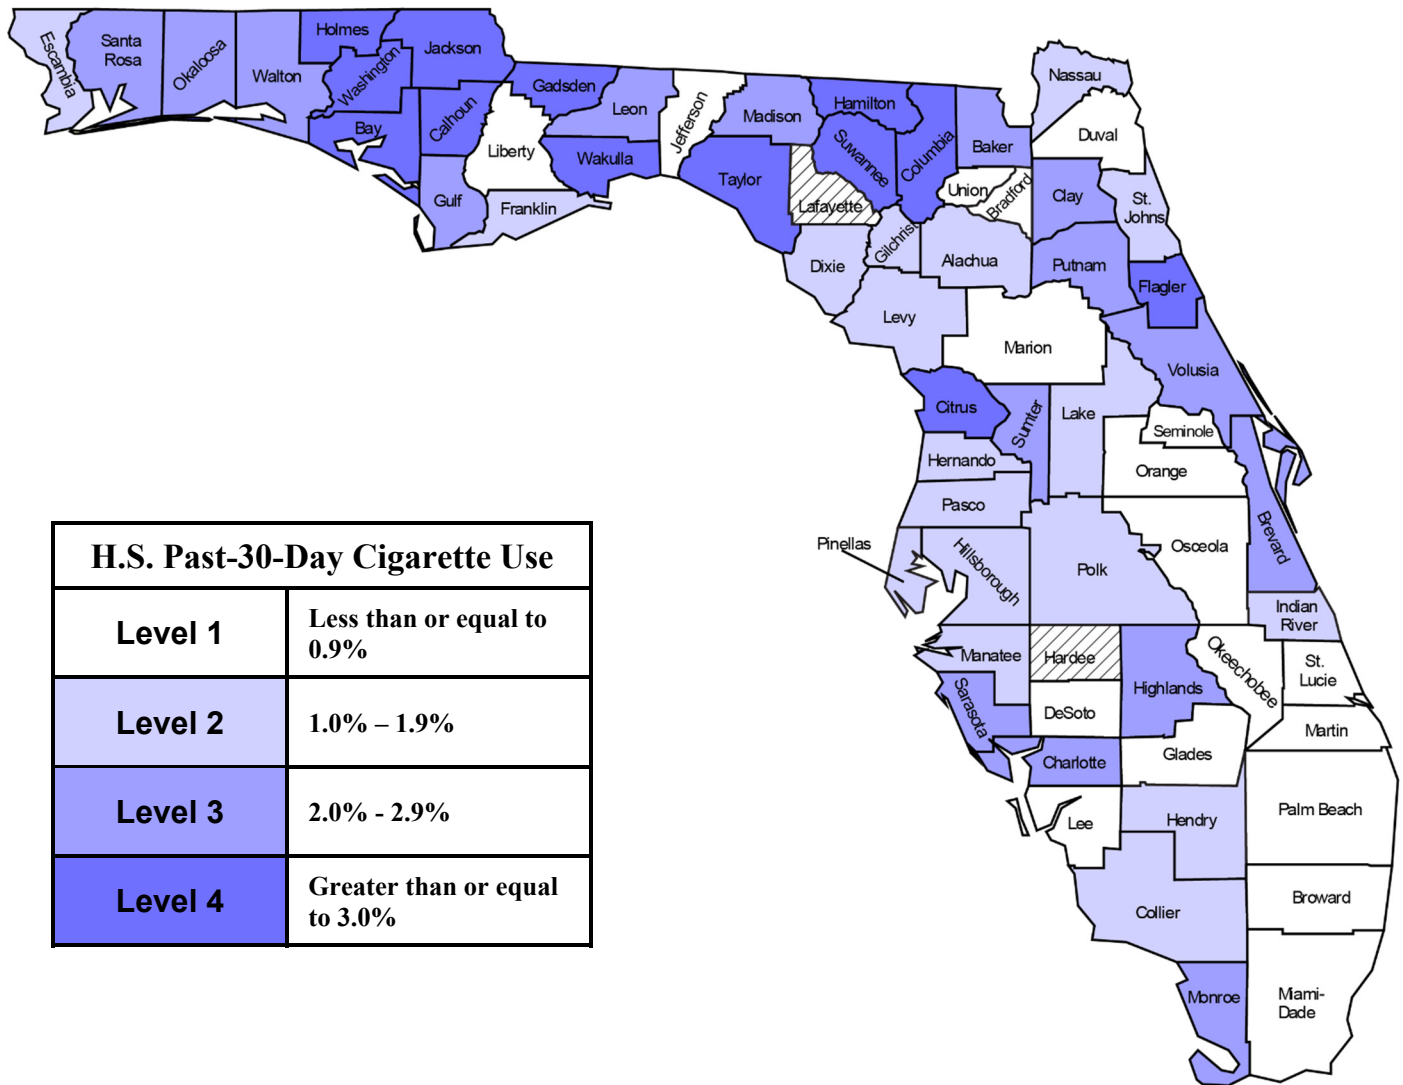 Escambia
Santa
Rosa
Okaloosa
Walton
Holmes
Washington
Jackson
Bay
Calhoun
Gulf
Liberty
Franklin
Gadsden
Leon
Wakulla
Jefferson
Madison
Taylor
Hamilton
Suwannee
Lafayette
Columbia
Baker
Union
Bradford
Nassau
Duval
Clay
St.
Johns
Dixie
Gilchrist
Alachua
Putnam
Flagler
Levy
Marion
Volusia
Citrus
Sumter
Lake
Seminole
Orange
Hernando
Pasco
Pinellas
Hillsborough
Polk
Osceola
Brevard
Indian
River
Manatee
Hardee
Highlands
Okeechobee
St.
Lucie
Sarasota
DeSoto
Martin
Charlotte
Glades
Lee
Hendry
Palm Beach
Collier
Broward
Monroe
Miami-
Dade
H.S. Past-30-Day Cigarette Use
Level 1
Less than or equal to
0.9%
Level 2
1.0% – 1.9%
Level 3
2.0% - 2.9%
Level 4
Greater than or equal
to 3.0%